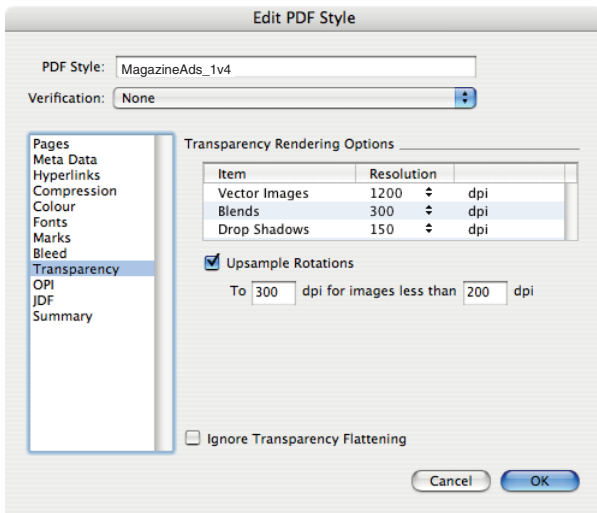 Edit PDF Style
PDF Style: MagazineAds_1v4
Verification: None
Pages
Meta Data
Hyperlinks
Compression
Colour
Fonts
Marks
Bleed
Transparency
OPI
JDF
Summary
Transparency Rendering Options
Item Resolution
Vector Images 1200 dpi
Blends 300 dpi
Drop Shadows 150 dpi
Upsample Rotations
To 300 dpi for images less than 200 dpi
Ignore Transparency Flattening
Cancel OK